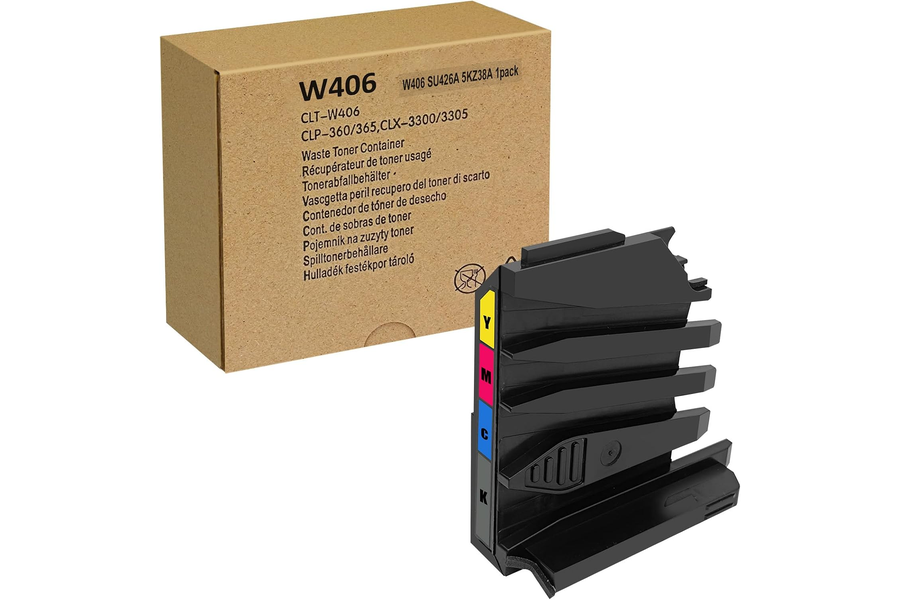 W406
W406 SU426A 5KZ38A 1pack
CLT-W406
CLP-360/365,CLX-3300/3305
Waste Toner Container
Récupérateur de toner usagé
Tonerabfallbehälter
Vascgetta peril recupero del toner di scarto
Contenedor de tóner de desecho
Cont. de sobras de toner
Pojemnik na zuzyty toner
Spilltonerbehållare
Hulladék festékpor tároló
Y
M
C
K